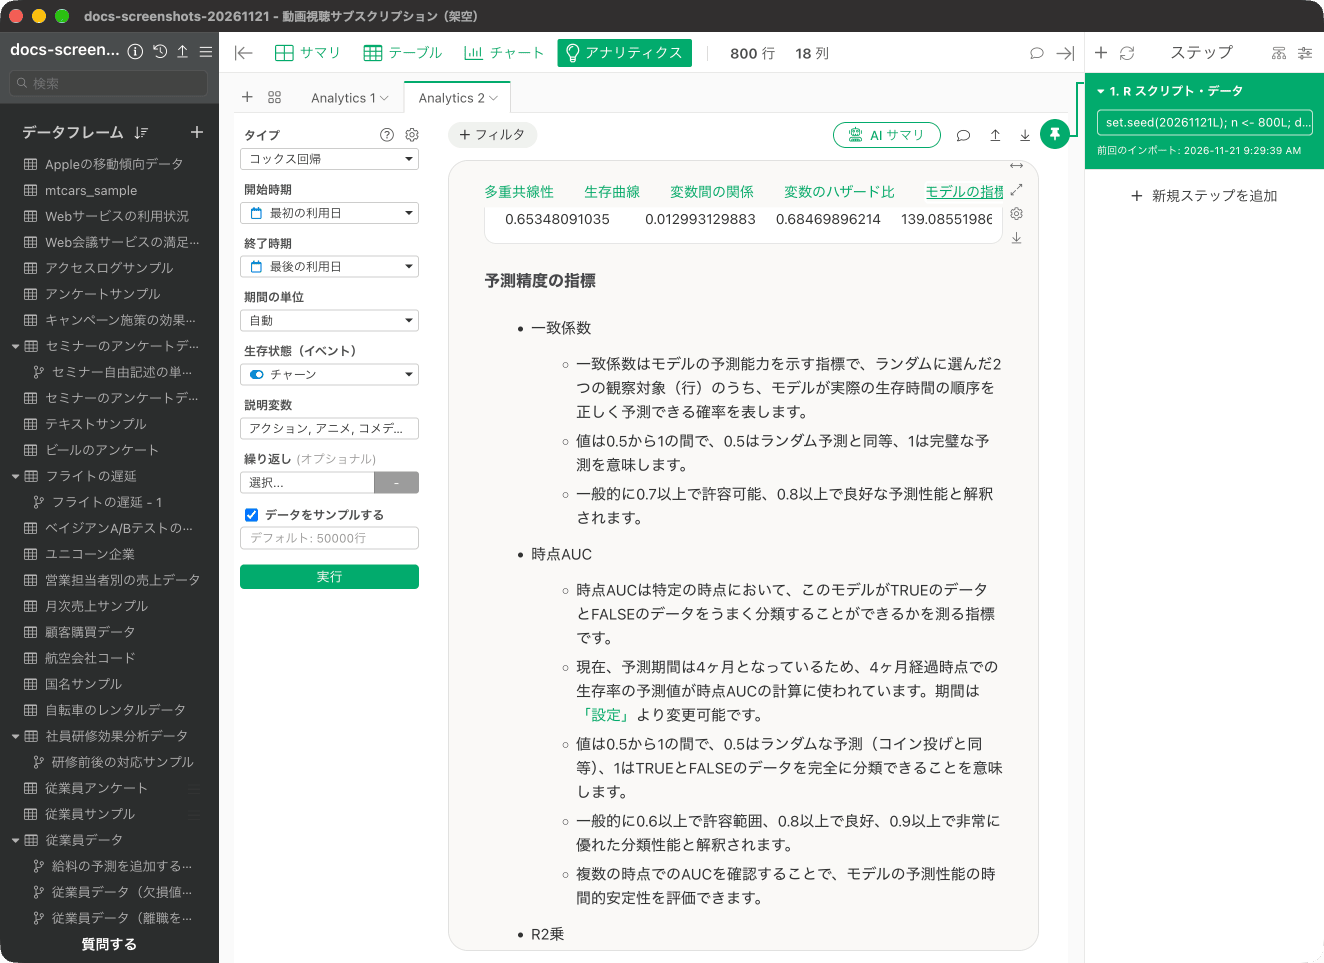 docs-screenshots-20261121 - 動画視聴サブスクリプション（架空）
docs-screen...
検索
データフレーム
Appleの移動傾向データ
mtcars_sample
Webサービスの利用状況
Web会議サービスの満足...
アクセスログサンプル
アンケートサンプル
キャンペーン施策の効果...
セミナーのアンケートデ...
セミナー自由記述の単...
セミナーのアンケートデ...
テキストサンプル
ビールのアンケート
フライトの遅延
フライトの遅延 - 1
ベイジアンA/Bテストの...
ユニコーン企業
営業担当者別の売上データ
月次売上サンプル
顧客購買データ
航空会社コード
国名サンプル
自転車のレンタルデータ
社員研修効果分析データ
研修前後の対応サンプル
従業員アンケート
従業員サンプル
従業員データ
給料の予測を追加する...
従業員データ（欠損値...
従業員データ（離職を...
質問する
サマリ
テーブル
チャート
アナリティクス
800 行
18 列
Analytics 1
Analytics 2
タイプ
コックス回帰
開始時期
最初の利用日
終了時期
最後の利用日
期間の単位
自動
生存状態（イベント）
チャーン
説明変数
アクション, アニメ, コメデ...
繰り返し (オプショナル)
選択...
-
データをサンプルする
デフォルト: 50000行
実行
+ フィルタ
AI サマリ
多重共線性
生存曲線
変数間の関係
変数のハザード比
モデルの指標
0.65348091035
0.012993129883
0.68469896214
139.08551986
予測精度の指標
• 一致係数
○ 一致係数はモデルの予測能力を示す指標で、ランダムに選んだ2
つの観察対象（行）のうち、モデルが実際の生存時間の順序を
正しく予測できる確率を表します。
○ 値は0.5から1の間で、0.5はランダム予測と同等、1は完璧な予
測を意味します。
○ 一般的に0.7以上で許容可能、0.8以上で良好な予測性能と解釈
されます。
• 時点AUC
○ 時点AUCは特定の時点において、このモデルがTRUEのデータ
とFALSEのデータをうまく分類することができるかを測る指標
です。
○ 現在、予測期間は4ヶ月となっているため、4ヶ月経過時点での
生存率の予測値が時点AUCの計算に使われています。期間は
「設定」より変更可能です。
○ 値は0.5から1の間で、0.5はランダムな予測（コイン投げと同
等）、1はTRUEとFALSEのデータを完全に分類できることを意味
します。
○ 一般的に0.6以上で許容範囲、0.8以上で良好、0.9以上で非常に
優れた分類性能と解釈されます。
○ 複数の時点でのAUCを確認することで、モデルの予測性能の時
間的安定性を評価できます。
• R2乗
ステップ
1. R スクリプト・データ
set.seed(20261121L); n <- 800L; d...
前回のインポート: 2026-11-21 9:29:39 AM
+ 新規ステップを追加